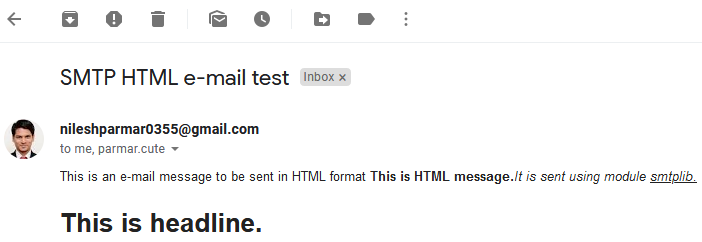 SMTP HTML e-mail test Inbox ×
nileshparmar0355@gmail.com
to me, parmar.cute
This is an e-mail message to be sent in HTML format This is HTML message.It is sent using module smtplib.
This is headline.